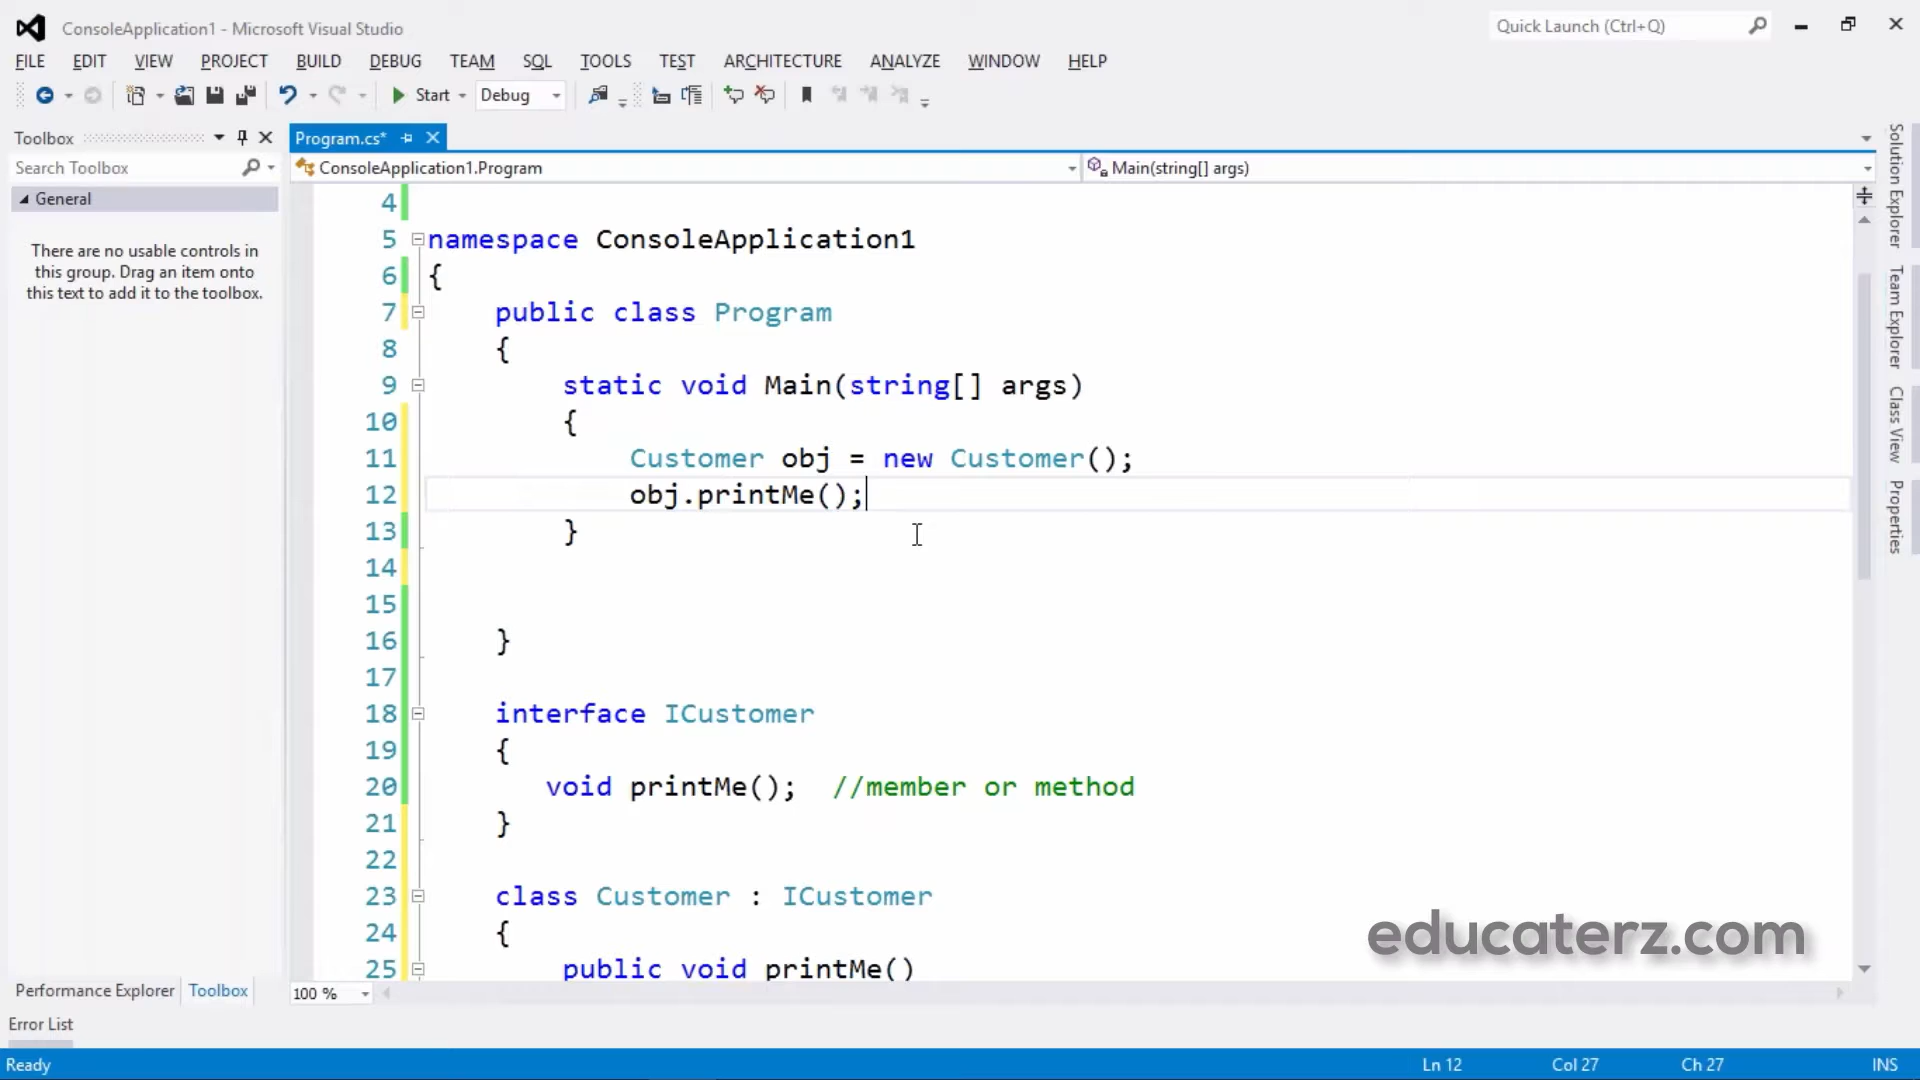 ConsoleApplication1 - Microsoft Visual Studio
Quick Launch (Ctrl+Q)
FILE EDIT VIEW PROJECT BUILD DEBUG TEAM SQL TOOLS TEST ARCHITECTURE ANALYZE WINDOW HELP
Start Debug
Toolbox
Program.cs*
Search Toolbox
ConsoleApplication1.Program
Main(string[] args)
General
There are no usable controls in
this group. Drag an item onto
this text to add it to the toolbox.
4
5 namespace ConsoleApplication1
6 {
7 public class Program
8 {
9 static void Main(string[] args)
10 {
11 Customer obj = new Customer();
12 obj.printMe();
13 }
14
15
16 }
17
18 interface ICustomer
19 {
20 void printMe(); //member or method
21 }
22
23 class Customer : ICustomer
24 {
25 public void printMe()
Solution Explorer
Team Explorer
Class View
Properties
educaterz.com
Performance Explorer Toolbox
100 %
Error List
Ready
Ln 12 Col 27 Ch 27 INS